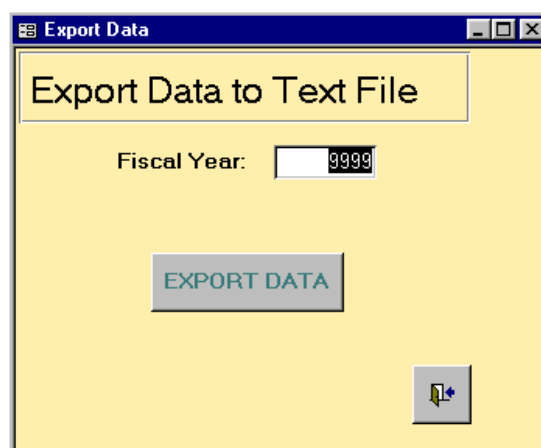 Export Data
Export Data to Text File
Fiscal Year: 9999
EXPORT DATA